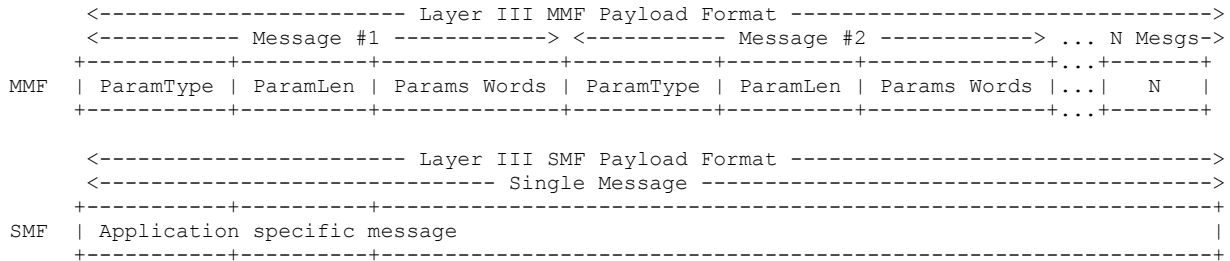 <------------------------ Layer III MMF Payload Format --------------------------------->
<----------- Message #1 ------------> <----------- Message #2 ------------> ... N Mesgs->
+-----------+----------+--------------+-----------+----------+--------------+...+-------+
MMF | ParamType | ParamLen | Params Words | ParamType | ParamLen | Params Words |...| N |
+-----------+----------+--------------+-----------+----------+--------------+...+-------+
<------------------------ Layer III SMF Payload Format --------------------------------->
<------------------------------- Single Message ---------------------------------------->
+-----------+----------+-----------------------------------------------------------------+
SMF | Application specific message |
+-----------+----------+-----------------------------------------------------------------+